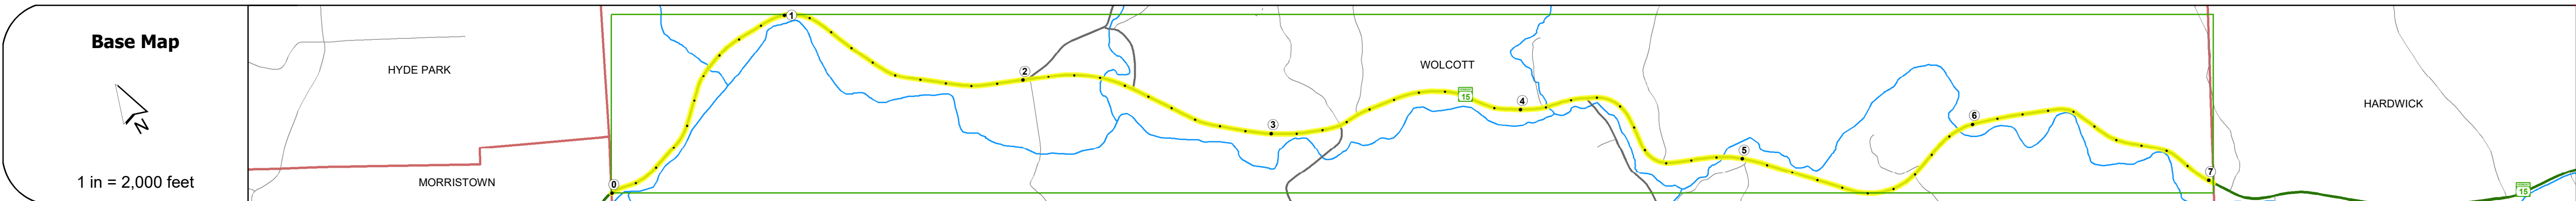 Base Map
N
1 in = 2,000 feet
HYDE PARK
MORRISTOWN
WOLCOTT
HARDWICK
0
1
2
3
4
5
6
7
15
15